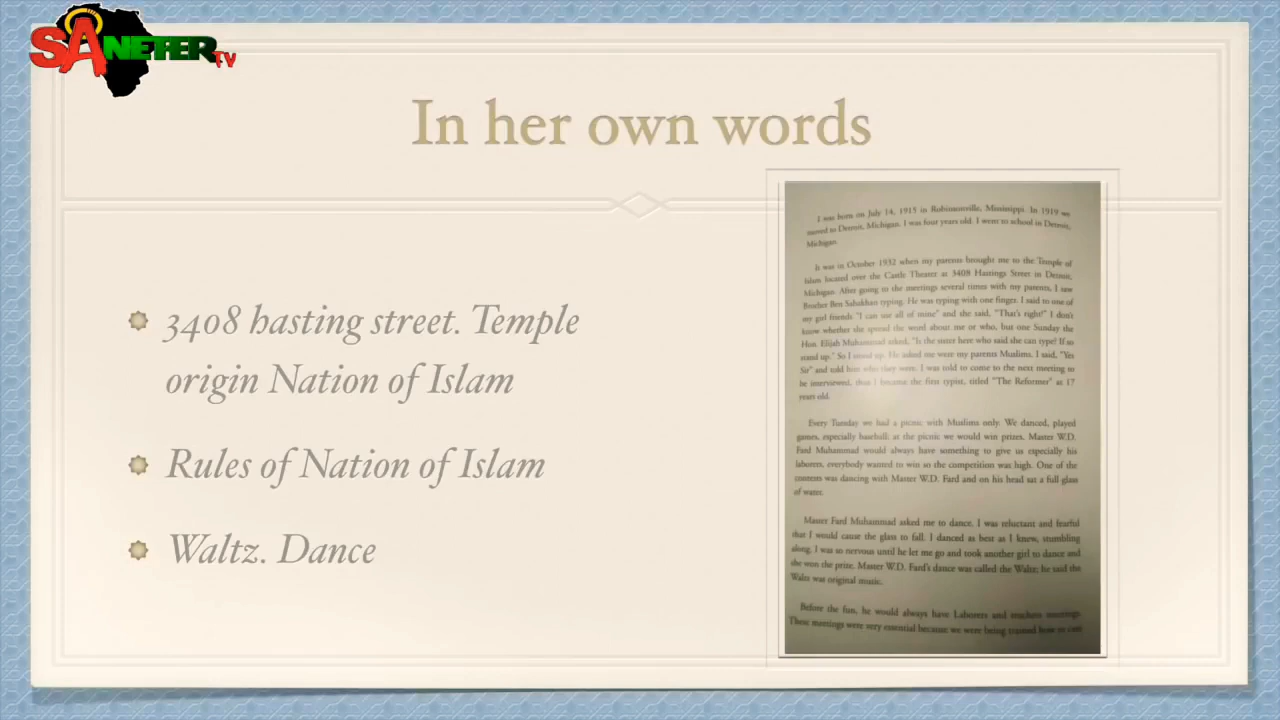 SANETER TV
In her own words
3408 hasting street. Temple
origin Nation of Islam
Rules of Nation of Islam
Waltz. Dance
I was born on July 14, 1915 in Robinsonville, Mississippi. In 1919 we
moved to Detroit, Michigan. I was four years old. I went to school in Detroit,
Michigan.
It was in October 1932 when my parents brought me to the Temple of
Islam located over the Castle Theater at 3408 Hastings Street in Detroit,
Michigan. After going to the meetings several times with my parents, I saw
Brother Ben Sahakhan typing. He was typing with one finger. I said to one of
my girl friends "I can use all of mine" and she said, "That's right!" I don't
know whether she spread the word about me or who, but one Sunday the
Hon. Elijah Muhammad asked, "Is the sister here who said she can type? If so
stand up." So I stood up. He asked me were my parents Muslims. I said, "Yes
Sir" and told him who they were. I was told to come to the next meeting to
be interviewed, thus I became the first typist, titled "The Reformer" at 17
years old.
Every Tuesday we had a picnic with Muslims only. We danced, played
games, especially baseball; at the picnic we would win prizes. Master W.D.
Fard Muhammad would always have something to give us especially his
laborers, everybody wanted to win so the competition was high. One of the
contests was dancing with Master W.D. Fard and on his head sat a full glass
of water.
Master Fard Muhammad asked me to dance. I was reluctant and fearful
that I would cause the glass to fall. I danced as best as I knew, stumbling
along. I was so nervous until he let me go and took another girl to dance and
she won the prize. Master W.D. Fard's dance was called the Waltz; he said the
Waltz was original music.
Before the fun, he would always have Laborers and teachers meetings.
These meetings were very essential because we were being trained how to